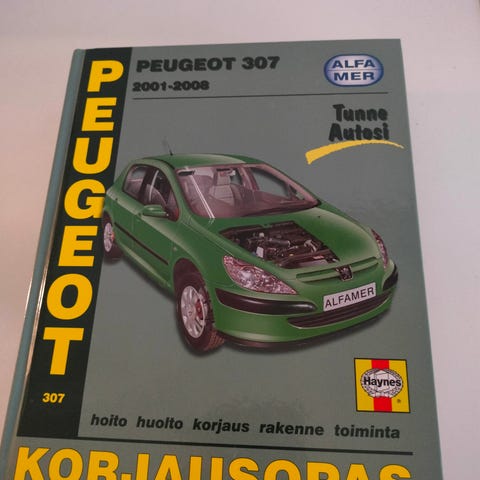 PEUGEOT
PEUGEOT 307
2001-2008
ALFA
MER
Tunne
Autosi
ALFAMER
Haynes
307
hoito huolto korjaus rakenne toiminta
KORJAUSOPAS